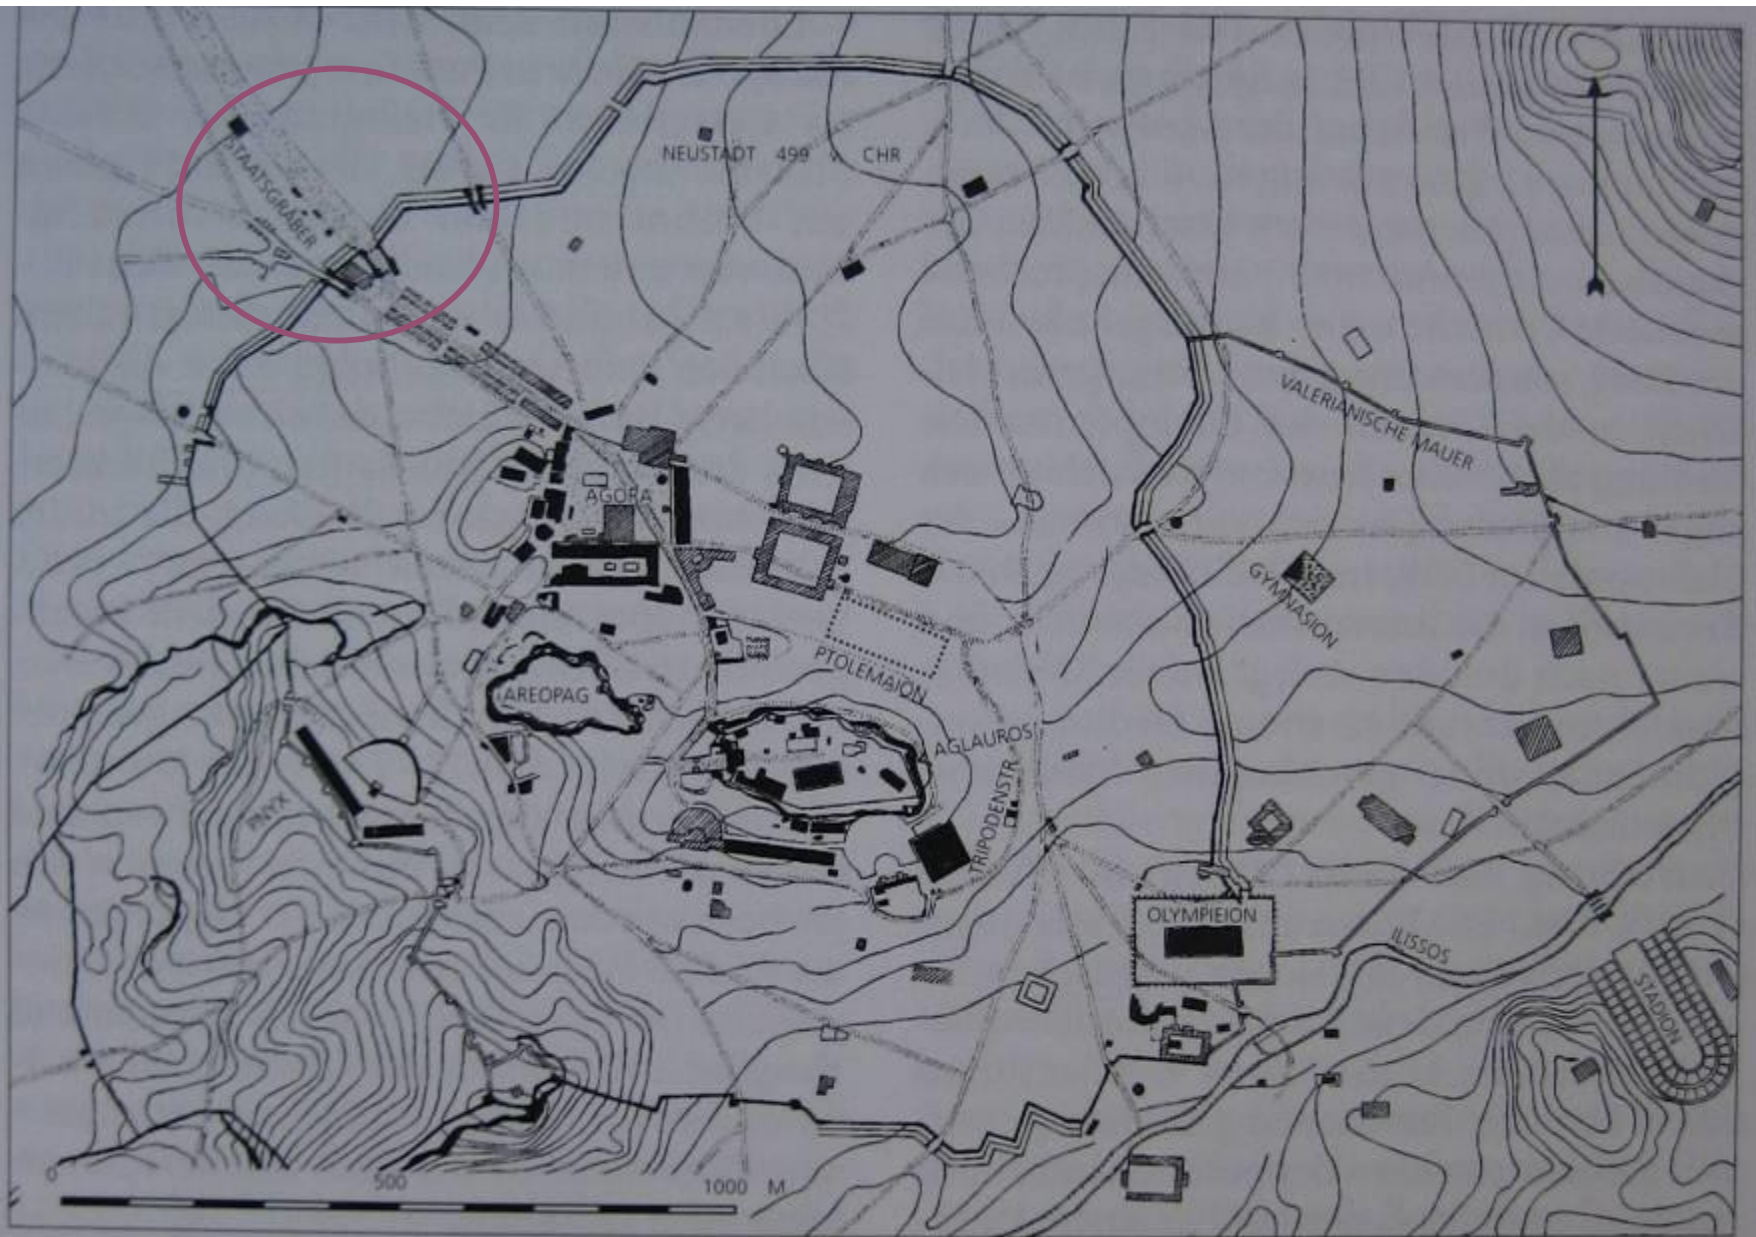 NEUSTADT 499 v. CHR
STAATSGRÄBER
VALERIANISCHE MAUER
AGORA
GYMNASION
PTOLEMAION
AREOPAG
AGLAUROS
TRIPODENSTR.
PNYX
OLYMPIEION
ILISSOS
STADION
0 500 1000 M